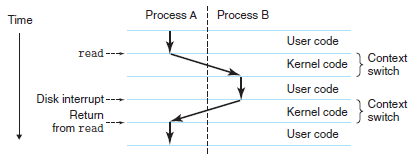 Time
Process A
Process B
User code
read
Kernel code
Context
switch
User code
Disk interrupt
Kernel code
Context
switch
Return
from read
User code